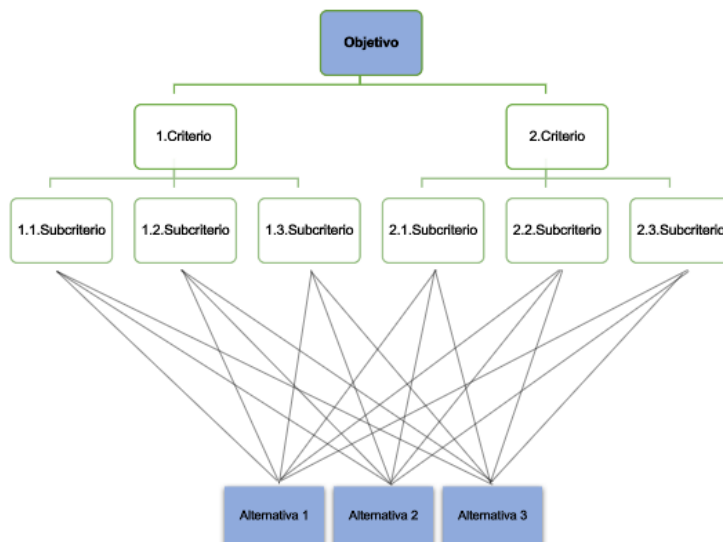 Objetivo
1.Criterio
2.Criterio
1.1.Subcriterio
1.2.Subcriterio
1.3.Subcriterio
2.1.Subcriterio
2.2.Subcriterio
2.3.Subcriterio
Alternativa 1
Alternativa 2
Alternativa 3